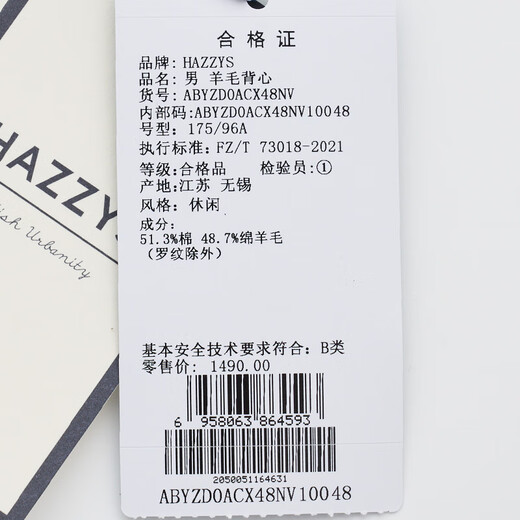 HAZZYS
lish Urbanity
合格证
品牌: HAZZYS
品名: 男 羊毛背心
货号: ABYZD0ACX48NV
内部码: ABYZD0ACX48NV10048
号型: 175/96A
执行标准: FZ/T 73018-2021
等级: 合格品 检验员: ①
产地: 江苏 无锡
风格: 休闲
成分:
51.3%棉 48.7%绵羊毛
(罗纹除外)
基本安全技术要求符合: B类
零售价: 1490.00
6 958063 864593
2050051164631
ABYZD0ACX48NV10048